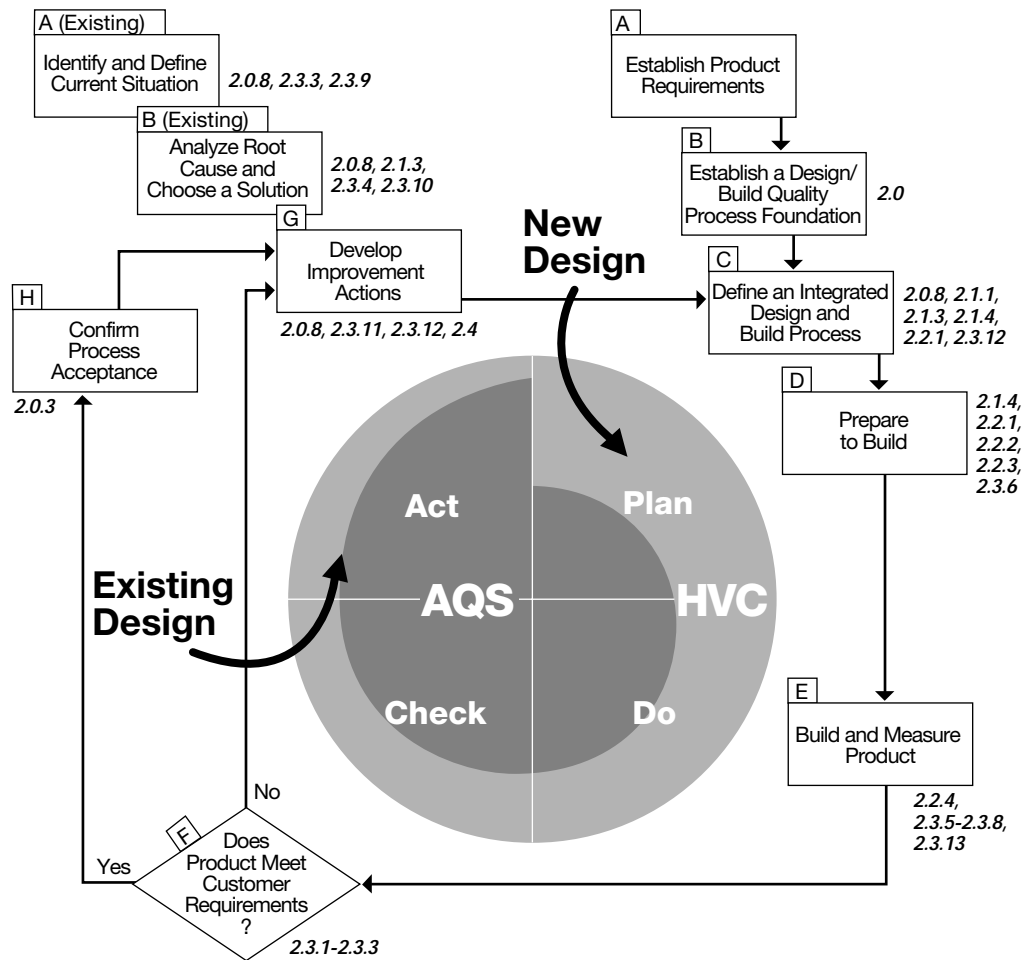 A (Existing)
Identify and Define
Current Situation
2.0.8, 2.3.3, 2.3.9
B (Existing)
Analyze Root
Cause and
Choose a Solution
2.0.8, 2.1.3,
2.3.4, 2.3.10
G
Develop
Improvement
Actions
2.0.8, 2.3.11, 2.3.12, 2.4
H
Confirm
Process
Acceptance
2.0.3
A
Establish Product
Requirements
B
Establish a Design/
Build Quality
Process Foundation
2.0
New
Design
C
Define an Integrated
Design and
Build Process
2.0.8, 2.1.1,
2.1.3, 2.1.4,
2.2.1, 2.3.12
D
Prepare
to Build
2.1.4,
2.2.1,
2.2.2,
2.2.3,
2.3.6
Act
Plan
Existing
Design
AQS
HVC
Check
Do
E
Build and Measure
Product
2.2.4,
2.3.5-2.3.8,
2.3.13
No
Yes
F
Does
Product Meet
Customer
Requirements
?
2.3.1-2.3.3